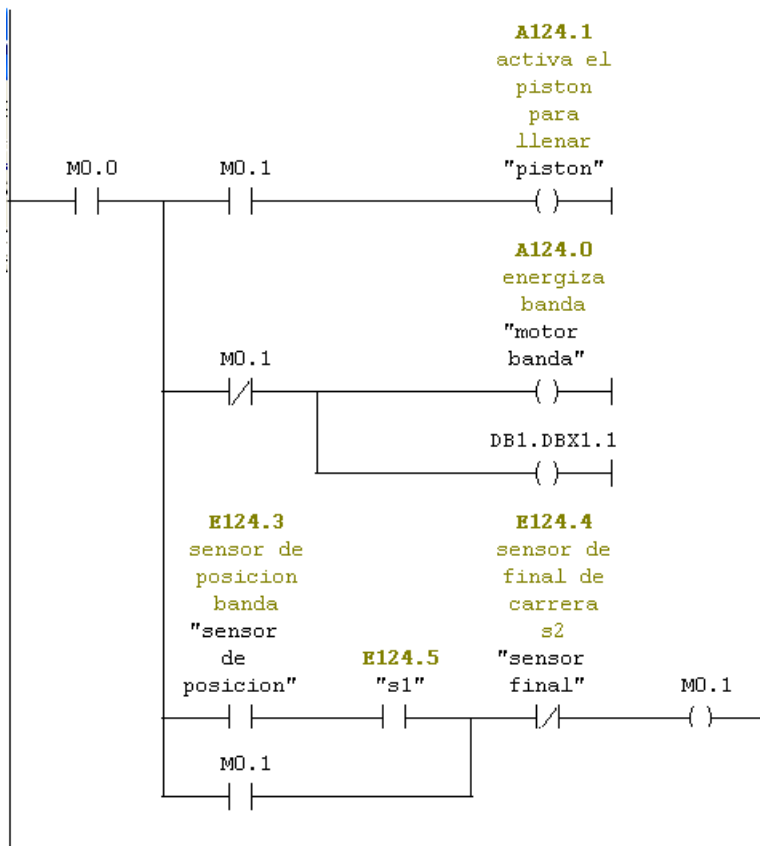 A124.1
activa el
piston
para
llenar
"piston"
M0.0
M0.1
A124.0
energiza
banda
"motor
banda"
M0.1
DB1.DBX1.1
E124.3
sensor de
posicion
banda
"sensor
de
posicion"
E124.5
"s1"
E124.4
sensor de
final de
carrera
s2
"sensor
final"
M0.1
M0.1